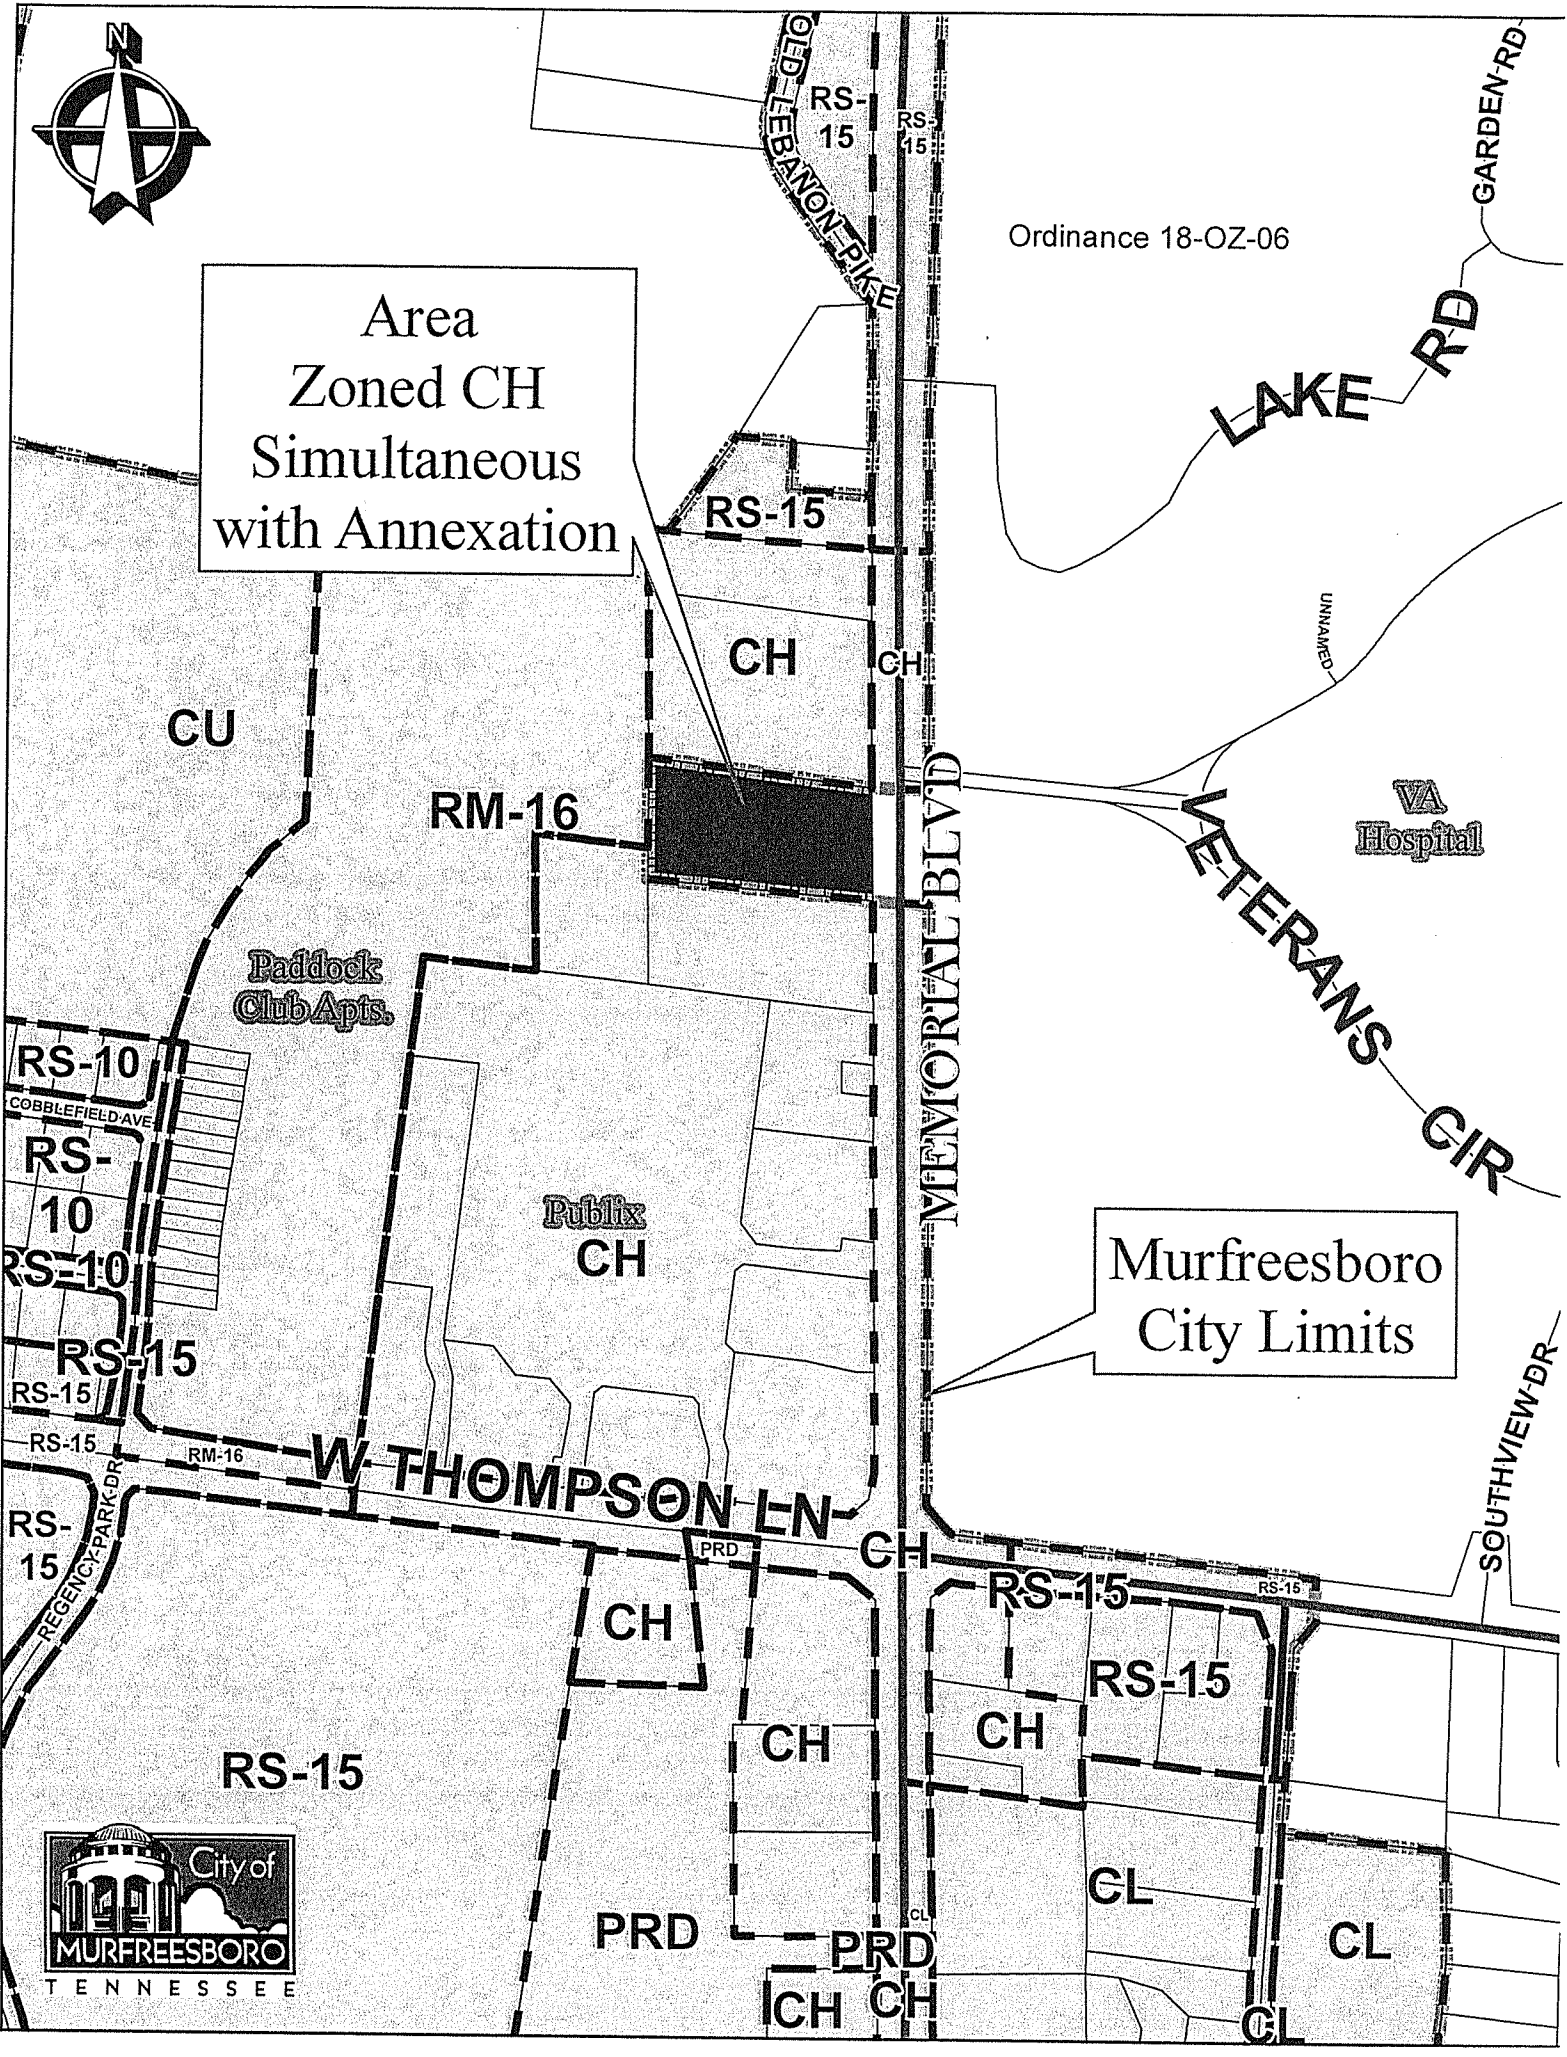 N
OLD LEBANON PIKE
RS-
15
RS-
15
GARDEN RD
Ordinance 18-OZ-06
LAKE RD
Area
Zoned CH
Simultaneous
with Annexation
RS-15
UNNAMED
CH
CH
CU
RM-16
MEMORIAL BLVD
VETERANS CIR
VA
Hospital
Paddock
Club Apts.
RS-10
COBBLEFIELD AVE
RS-
10
RS-10
Publix
CH
Murfreesboro
City Limits
RS-15
RS-15
RS-15
RM-16
W THOMPSON LN
SOUTHVIEW DR
RS-
15
REGENCY PARK DR
PRD
CH
RS-15
RS-15
CH
RS-15
CH
CH
RS-15
City of
MURFREESBORO
TENNESSEE
PRD
CL
PRD
CL
CL
CH
CH
CL